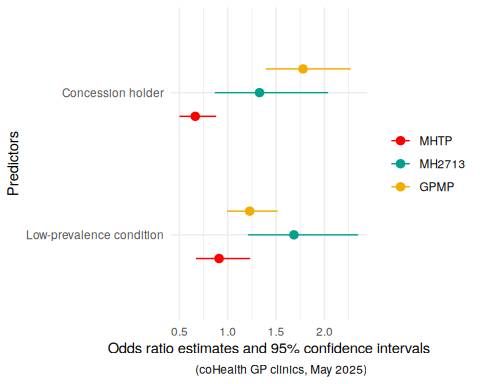 Predictors
Concession holder
Low-prevalence condition
MHTP
MH2713
GPMP
0.5 1.0 1.5 2.0
Odds ratio estimates and 95% confidence intervals
(coHealth GP clinics, May 2025)